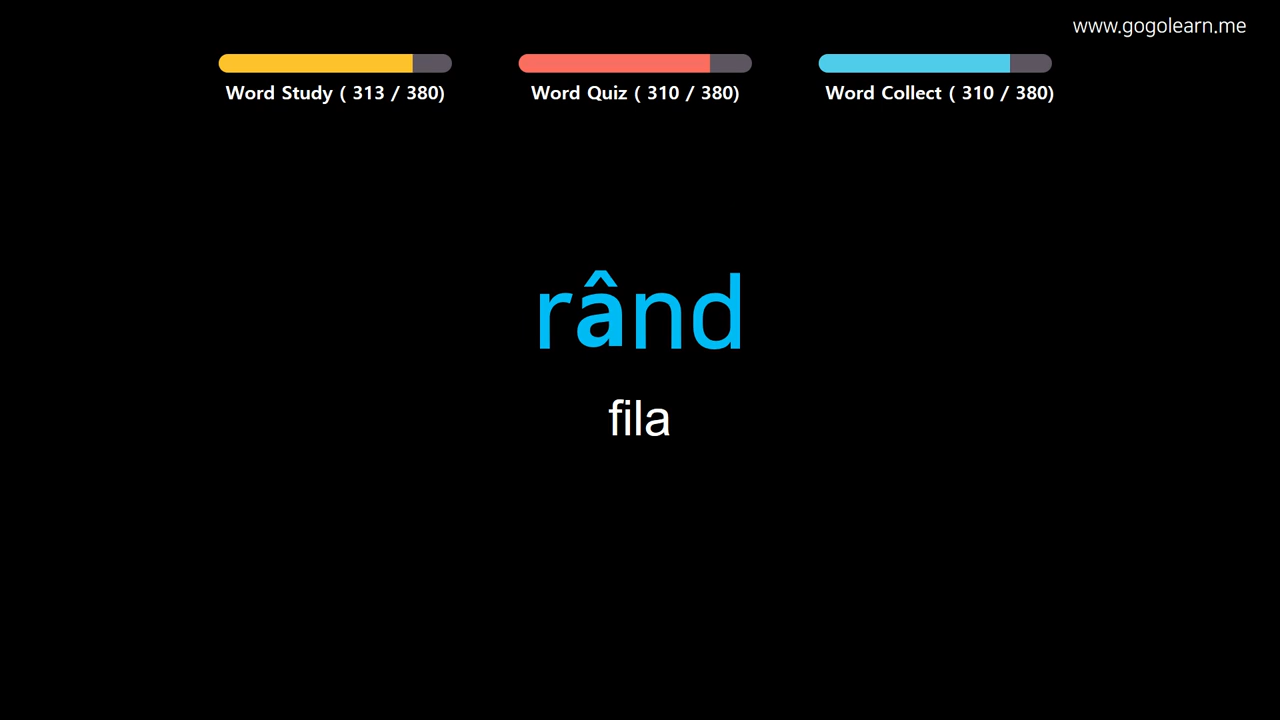 www.gogolearn.me
Word Study ( 313 / 380)
Word Quiz ( 310 / 380)
Word Collect ( 310 / 380)
rând
fila